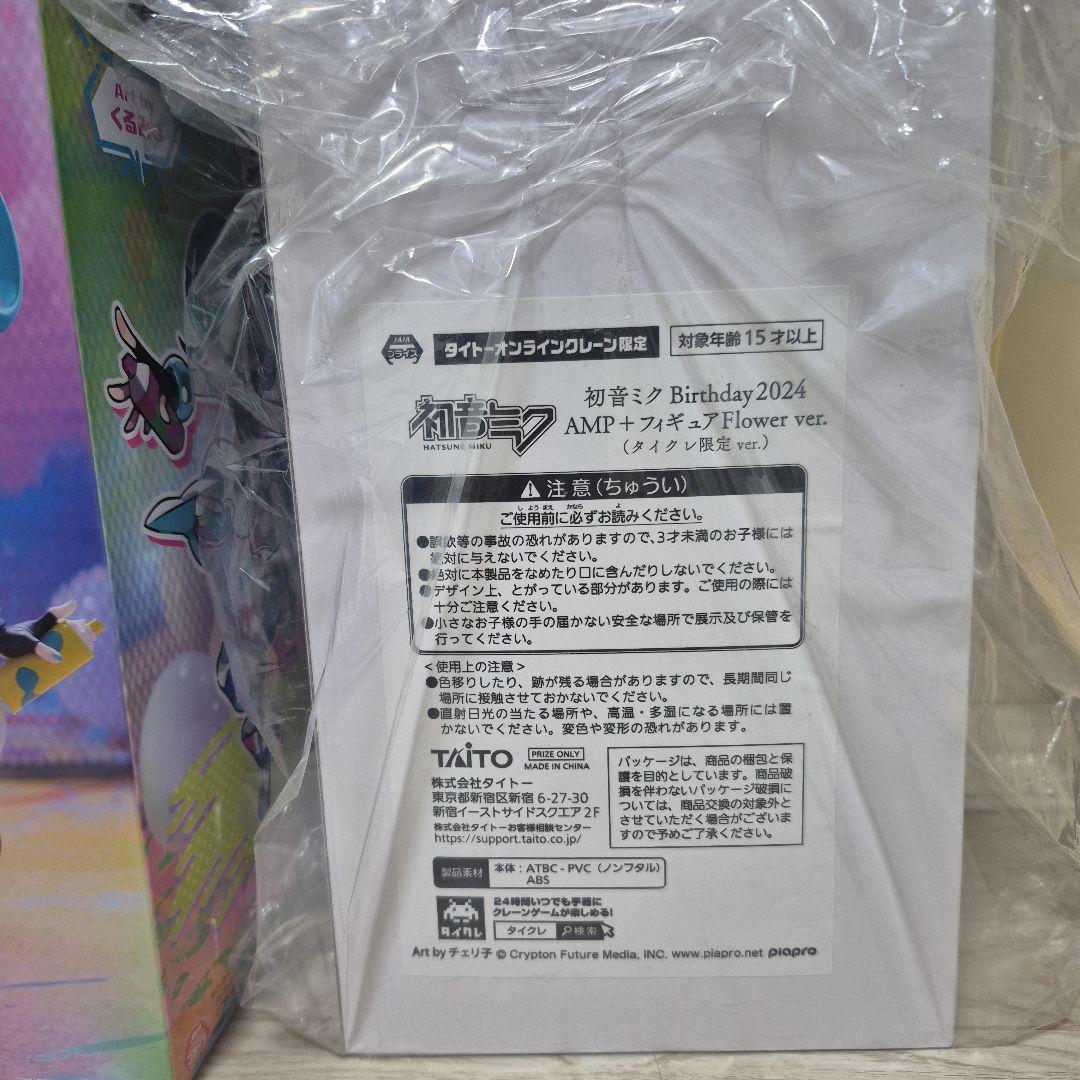 Art by
くるみつみ
JAIA
プライズ
タイトーオンラインクレーン限定
対象年齢 15 才以上
初音ミク
HATSUNE MIKU
初音ミク Birthday2024
AMP＋フィギュア Flower ver.
（タイクレ限定 ver.）
注意（ちゅうい）
しよう まえ かなら よ
ご使用前に必ずお読みください。
●誤飲等の事故の恐れがありますので、3才未満のお子様には
絶対に与えないでください。
●絶対に本製品をなめたり口に含んだりしないでください。
●デザイン上、とがっている部分があります。ご使用の際には
十分ご注意ください。
●小さなお子様の手の届かない安全な場所で展示及び保管を
行ってください。
＜使用上の注意＞
●色移りしたり、跡が残る場合がありますので、長期間同じ
場所に接触させておかないでください。
●直射日光の当たる場所や、高温・多湿になる場所には置
かないでください。変色や変形の恐れがあります。
TAITO
PRIZE ONLY
MADE IN CHINA
株式会社タイトー
東京都新宿区新宿 6-27-30
新宿イーストサイドスクエア 2F
株式会社タイトーお客様相談センター
https://support.taito.co.jp/
パッケージは、商品の梱包と保
護を目的としています。商品破
損を伴わないパッケージ破損に
ついては、商品交換の対象外と
させていただく場合がございま
すので予めご了承ください。
製品素材
本体：ATBC - PVC（ノンフタル）
ABS
タイクレ
24時間いつでも手軽に
クレーンゲームが楽しめる!
タイクレ 検索
Art by チェリ子 © Crypton Future Media, INC. www.piapro.net piapro